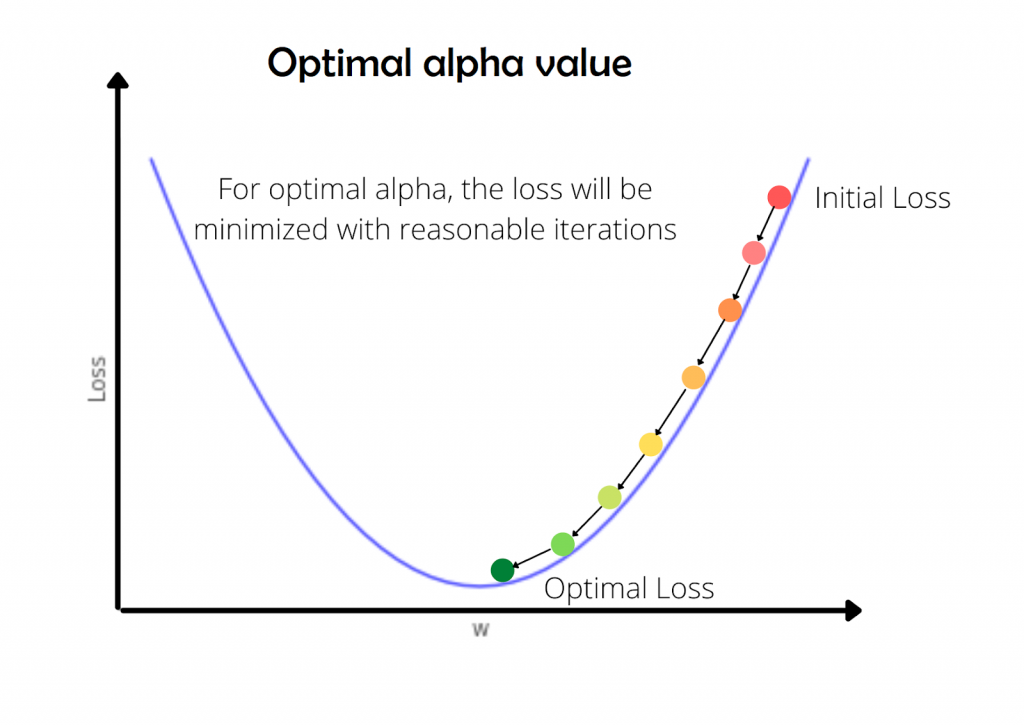 Optimal alpha value
For optimal alpha, the loss will be
minimized with reasonable iterations
Initial Loss
Loss
Optimal Loss
w